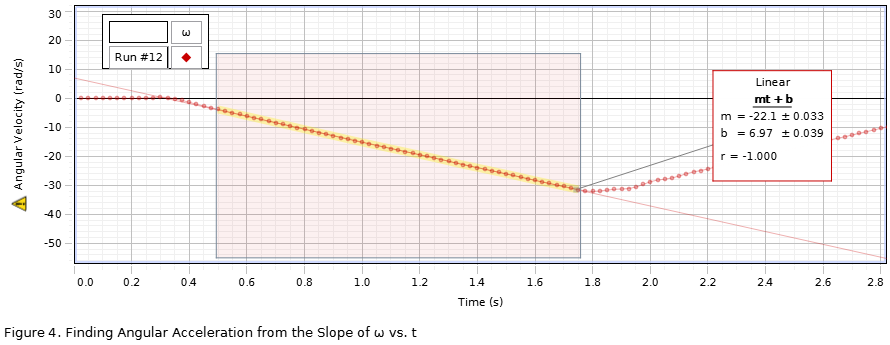 30
20
10
0
-10
-20
-30
-40
-50
Angular Velocity (rad/s)
ω
Run #12
Linear
mt + b
m = -22.1 ± 0.033
b = 6.97 ± 0.039
r = -1.000
0.0 0.2 0.4 0.6 0.8 1.0 1.2 1.4 1.6 1.8 2.0 2.2 2.4 2.6 2.8
Time (s)
Figure 4. Finding Angular Acceleration from the Slope of ω vs. t